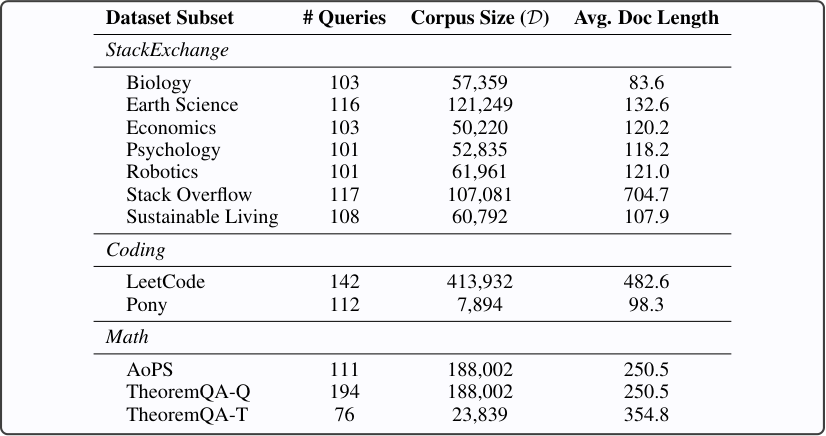 Dataset Subset # Queries Corpus Size (𝒟) Avg. Doc Length
StackExchange
Biology 103 57,359 83.6
Earth Science 116 121,249 132.6
Economics 103 50,220 120.2
Psychology 101 52,835 118.2
Robotics 101 61,961 121.0
Stack Overflow 117 107,081 704.7
Sustainable Living 108 60,792 107.9
Coding
LeetCode 142 413,932 482.6
Pony 112 7,894 98.3
Math
AoPS 111 188,002 250.5
TheoremQA-Q 194 188,002 250.5
TheoremQA-T 76 23,839 354.8